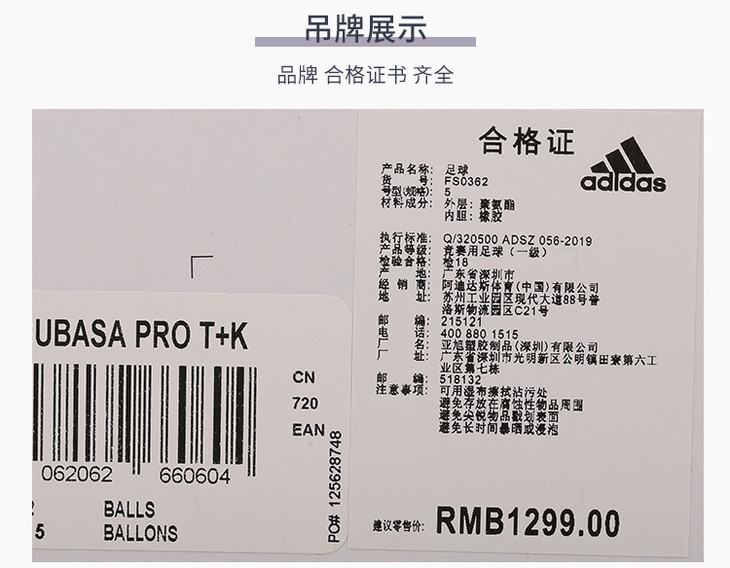 吊牌展示
品牌 合格证书 齐全
合格证
adidas
产品名称: 足球
货 号: FS0362
号型(规格): 5
材料成分: 外层: 聚氨酯
内胆: 橡胶
执行标准: Q/320500 ADSZ 056-2019
产品等级: 竞赛用足球 (一级)
检验合格: 检18
产 地: 广东省深圳市
经 销 商: 阿迪达斯体育(中国)有限公司
地 址: 苏州工业园区现代大道88号普
洛斯物流园区C21号
邮 编: 215121
电 话: 400 880 1515
厂 名: 亚旭塑胶制品(深圳)有限公司
厂 址: 广东省深圳市光明新区公明镇田寮第六工
业区第七栋
邮 编: 518132
注意事项: 可用湿布擦拭沾污处
避免存放在腐蚀性物品周围
避免尖锐物品戳划表面
避免长时间暴晒或浸泡
建议零售价: RMB1299.00
UBASA PRO T+K
CN
720
EAN
062062 660604
BALLS
5 BALLONS
PO# 125628748